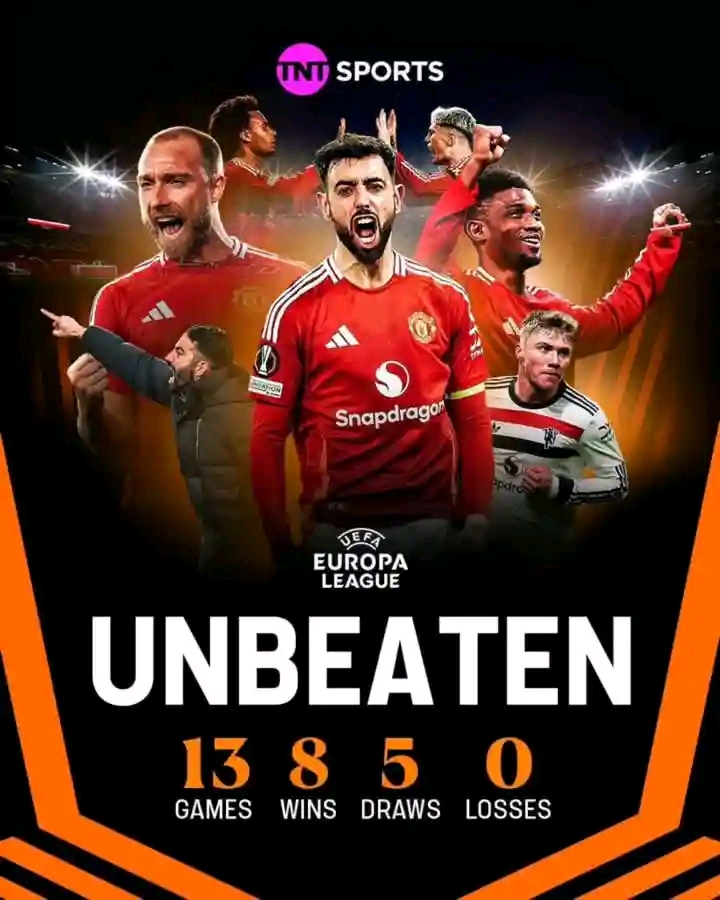 TNT SPORTS
Snapdragon
UEFA
EUROPA
LEAGUE
UNBEATEN
13 8 5 0
GAMES WINS DRAWS LOSSES